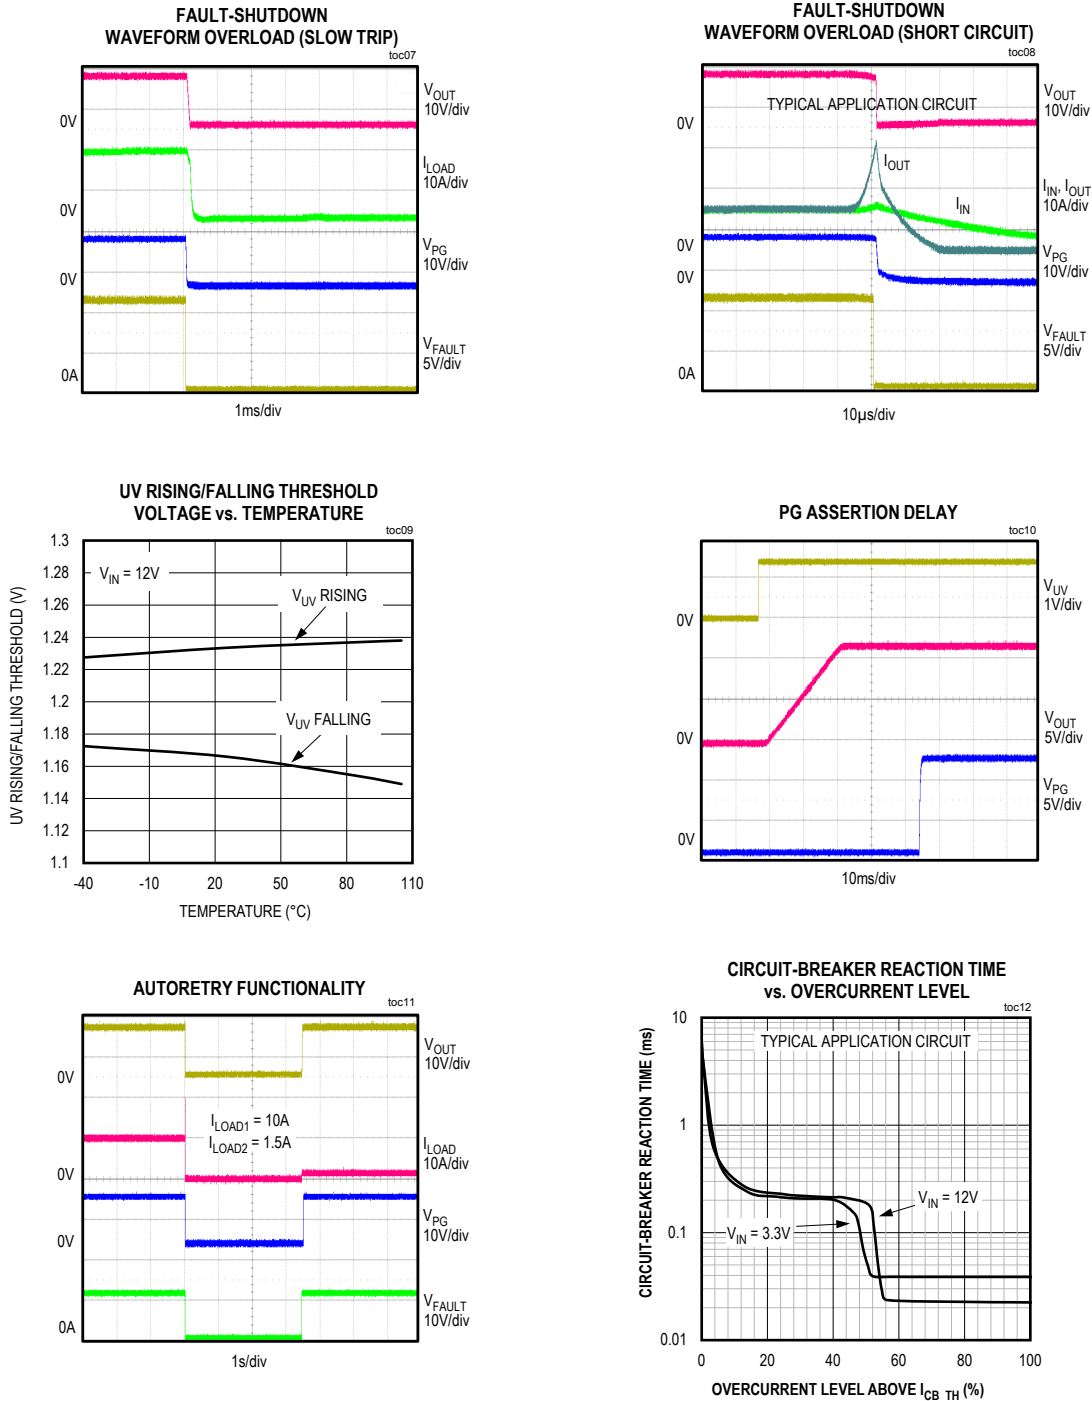 FAULT-SHUTDOWN
WAVEFORM OVERLOAD (SLOW TRIP)
toc07
VOUT
10V/div
0V
ILOAD
10A/div
0V
VPG
10V/div
0V
VFAULT
5V/div
0A
1ms/div
FAULT-SHUTDOWN
WAVEFORM OVERLOAD (SHORT CIRCUIT)
toc08
VOUT
10V/div
TYPICAL APPLICATION CIRCUIT
0V
IOUT
IIN, IOUT
10A/div
IIN
0V
VPG
10V/div
0V
VFAULT
5V/div
0A
10µs/div
UV RISING/FALLING THRESHOLD
VOLTAGE vs. TEMPERATURE
toc09
UV RISING/FALLING THRESHOLD (V)
1.3
1.28
1.26
1.24
1.22
1.2
1.18
1.16
1.14
1.12
1.1
VIN = 12V
VUV RISING
VUV FALLING
-40 -10 20 50 80 110
TEMPERATURE (°C)
PG ASSERTION DELAY
toc10
VUV
1V/div
0V
VOUT
5V/div
0V
VPG
5V/div
0V
10ms/div
AUTORETRY FUNCTIONALITY
toc11
VOUT
10V/div
0V
ILOAD1 = 10A
ILOAD2 = 1.5A
ILOAD
10A/div
0V
VPG
10V/div
0V
VFAULT
10V/div
0A
1s/div
CIRCUIT-BREAKER REACTION TIME
vs. OVERCURRENT LEVEL
toc12
CIRCUIT-BREAKER REACTION TIME (ms)
10
1
0.1
0.01
TYPICAL APPLICATION CIRCUIT
VIN = 12V
VIN = 3.3V
0 20 40 60 80 100
OVERCURRENT LEVEL ABOVE ICB_TH (%)